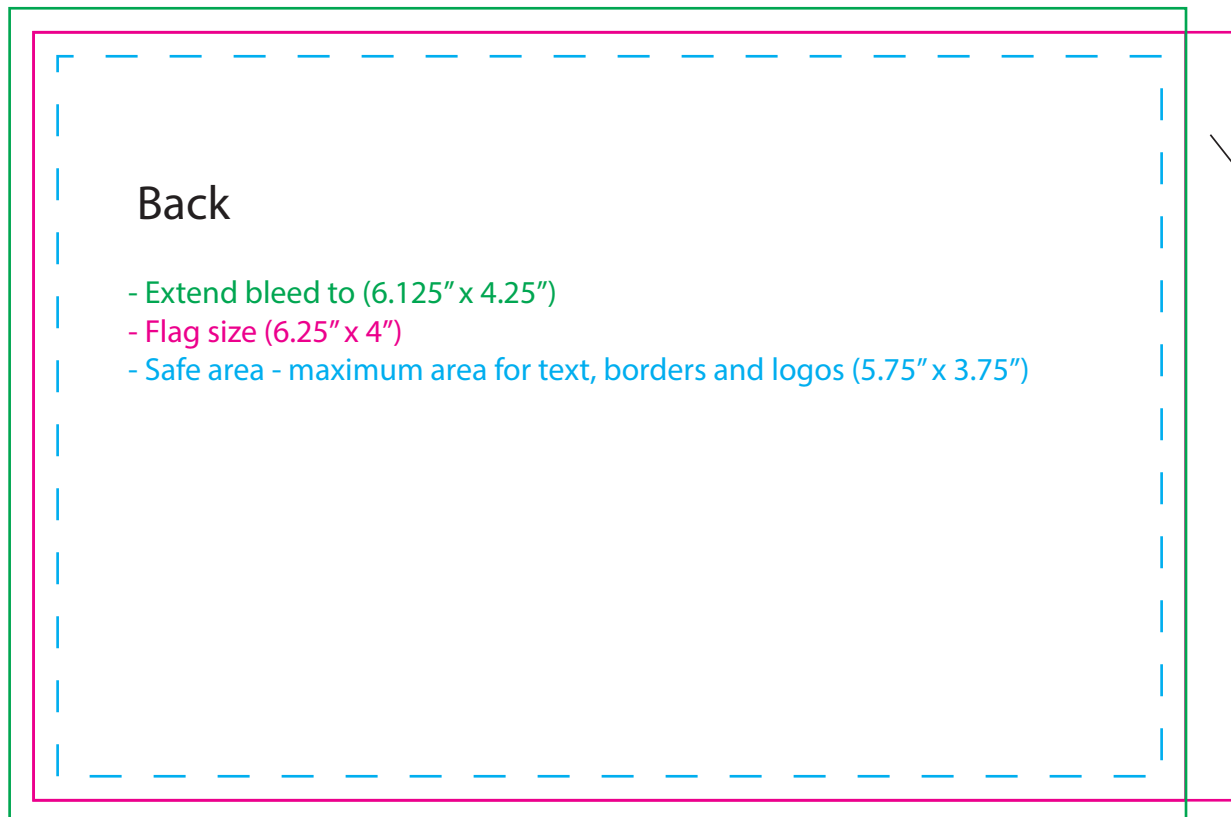 Back
- Extend bleed to (6.125” x 4.25”)
- Flag size (6.25” x 4”)
- Safe area - maximum area for text, borders and logos (5.75” x 3.75”)